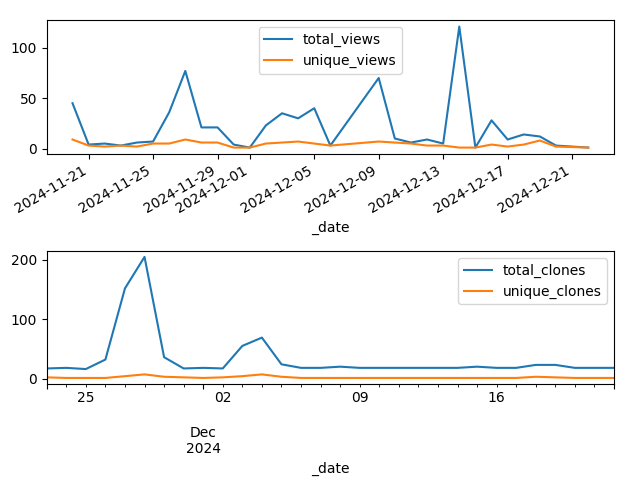 total_views
unique_views
100
50
0
2024-11-21
2024-11-25
2024-11-29
2024-12-01
2024-12-05
2024-12-09
2024-12-13
2024-12-17
2024-12-21
_date
total_clones
unique_clones
200
100
0
25
02
09
16
Dec
2024
_date